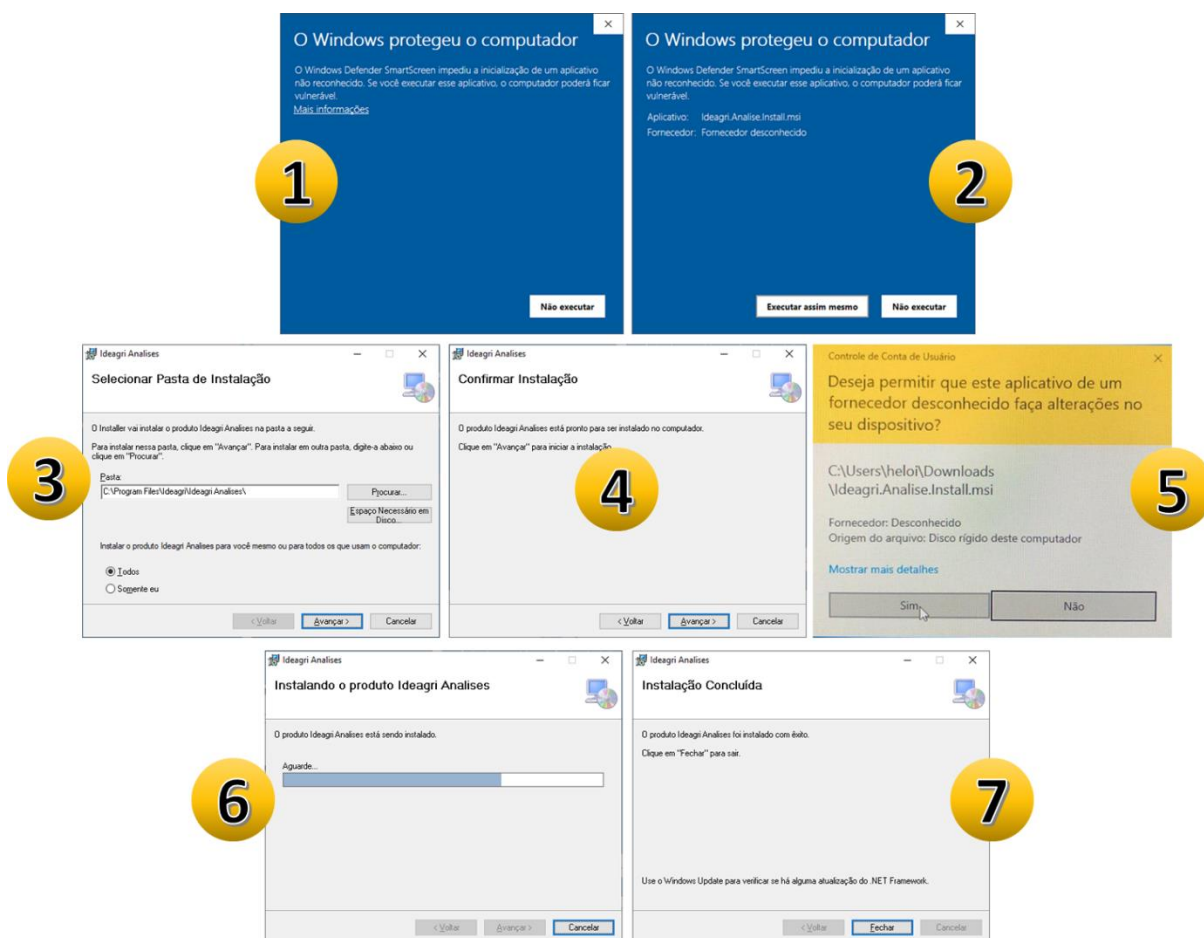 O Windows protegeu o computador
O Windows Defender SmartScreen impediu a inicialização de um aplicativo
não reconhecido. Se você executar esse aplicativo, o computador poderá ficar
vulnerável.
Mais informações
1
Não executar
O Windows protegeu o computador
O Windows Defender SmartScreen impediu a inicialização de um aplicativo
não reconhecido. Se você executar esse aplicativo, o computador poderá ficar
vulnerável.
Aplicativo: Ideagri.Analise.Install.msi
Fornecedor: Fornecedor desconhecido
2
Executar assim mesmo
Não executar
Ideagri Analises
Selecionar Pasta de Instalação
O Installer vai instalar o produto Ideagri Analises na pasta a seguir.
Para instalar nessa pasta, clique em "Avançar". Para instalar em outra pasta, digite-a abaixo ou
clique em "Procurar".
3
Pasta:
C:\Program Files\Ideagri\Ideagri Analises\
Procurar...
Espaço Necessário em
Disco...
Instalar o produto Ideagri Analises para você mesmo ou para todos os que usam o computador:
Todos
Somente eu
< Voltar
Avançar >
Cancelar
Ideagri Analises
Confirmar Instalação
O produto Ideagri Analises está pronto para ser instalado no computador.
Clique em "Avançar" para iniciar a instalação.
4
< Voltar
Avançar >
Cancelar
Controle de Conta de Usuário
Deseja permitir que este aplicativo de um
fornecedor desconhecido faça alterações no
seu dispositivo?
C:\Users\heloi\Downloads
\Ideagri.Analise.Install.msi
5
Fornecedor: Desconhecido
Origem do arquivo: Disco rígido deste computador
Mostrar mais detalhes
Sim
Não
Ideagri Analises
Instalando o produto Ideagri Analises
O produto Ideagri Analises está sendo instalado.
Aguarde...
6
< Voltar
Avançar >
Cancelar
Ideagri Analises
Instalação Concluída
O produto Ideagri Analises foi instalado com êxito.
Clique em "Fechar" para sair.
7
Use o Windows Update para verificar se há alguma atualização do .NET Framework.
< Voltar
Fechar
Cancelar